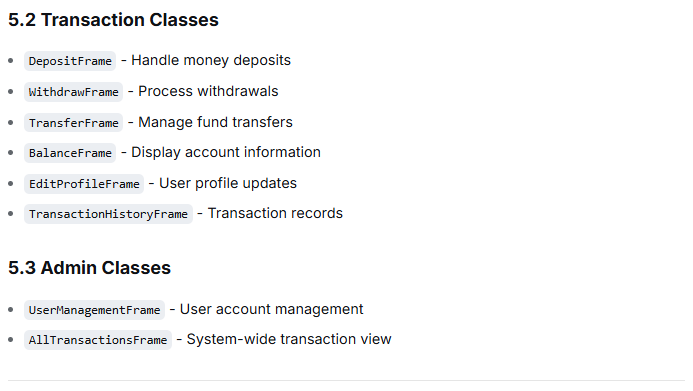 5.2 Transaction Classes
• DepositFrame - Handle money deposits
• WithdrawFrame - Process withdrawals
• TransferFrame - Manage fund transfers
• BalanceFrame - Display account information
• EditProfileFrame - User profile updates
• TransactionHistoryFrame - Transaction records
5.3 Admin Classes
• UserManagementFrame - User account management
• AllTransactionsFrame - System-wide transaction view